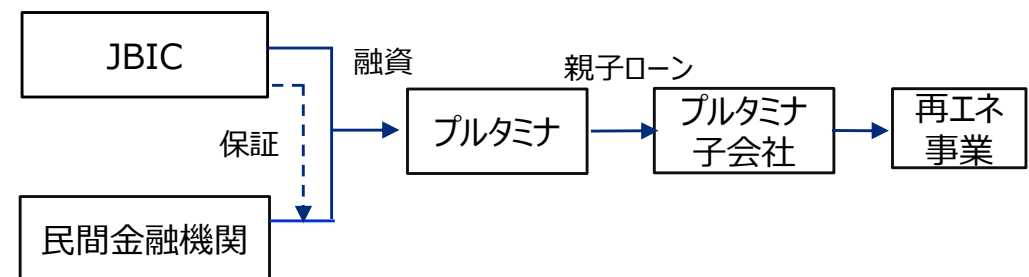 JBIC
融資
親子ローン
保証
プルタミナ
プルタミナ
子会社
再エネ
事業
民間金融機関